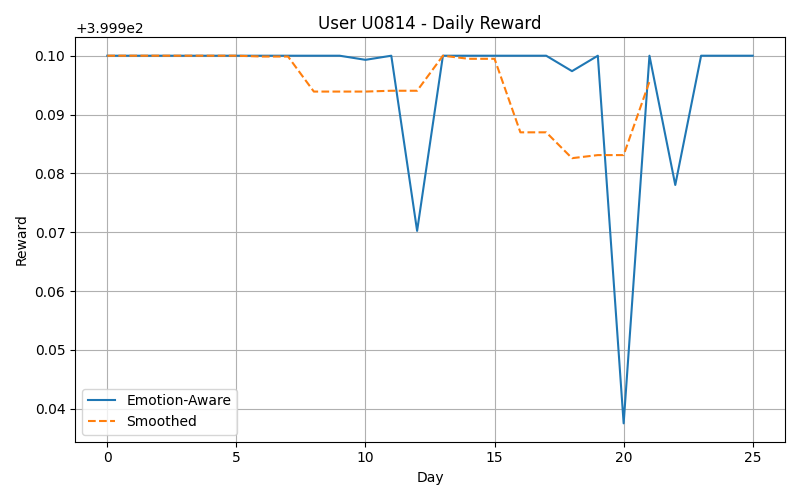 User U0814 - Daily Reward
+3.999e2
0.10
0.09
0.08
0.07
0.06
0.05
0.04
Reward
Emotion-Aware
Smoothed
0 5 10 15 20 25
Day